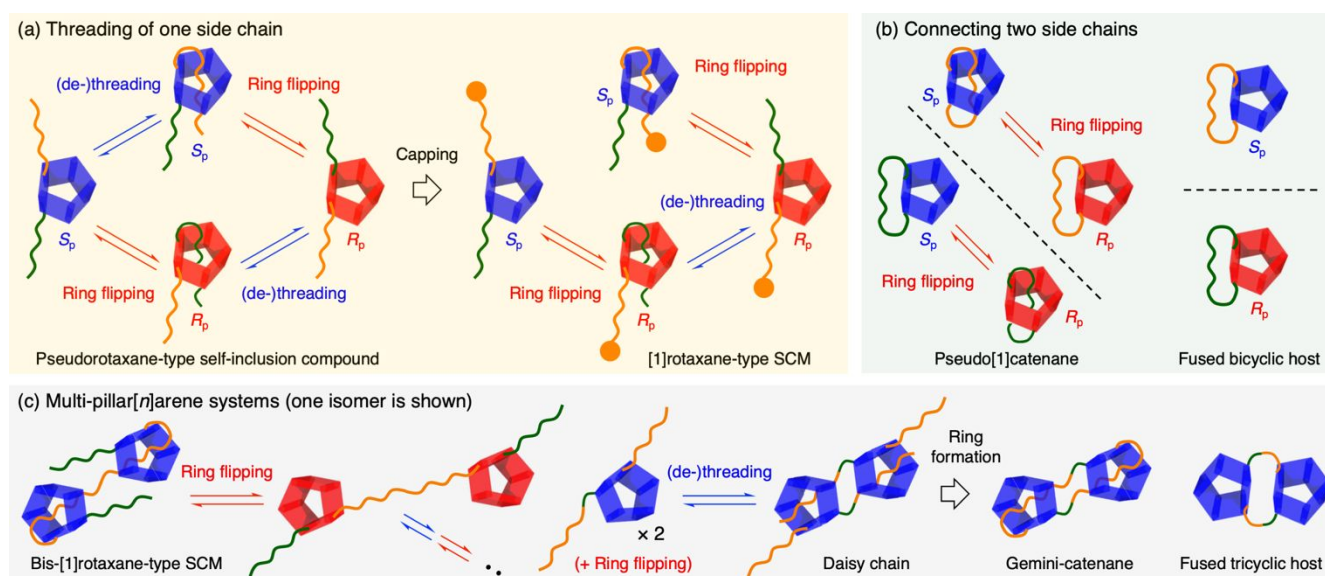 (a) Threading of one side chain
(de-)threading
Ring flipping
Sp
Sp
Rp
Ring flipping
(de-)threading
Rp
Pseudorotaxane-type self-inclusion compound
Capping
Ring flipping
Sp
Sp
(de-)threading
Rp
Ring flipping
Rp
[1]rotaxane-type SCM
(b) Connecting two side chains
Sp
Ring flipping
Sp
Rp
Ring flipping
Rp
Pseudo[1]catenane
Sp
Rp
Fused bicyclic host
(c) Multi-pillar[n]arene systems (one isomer is shown)
Ring flipping
Bis-[1]rotaxane-type SCM
(de-)threading
× 2
(+ Ring flipping)
Daisy chain
Ring
formation
Gemini-catenane
Fused tricyclic host